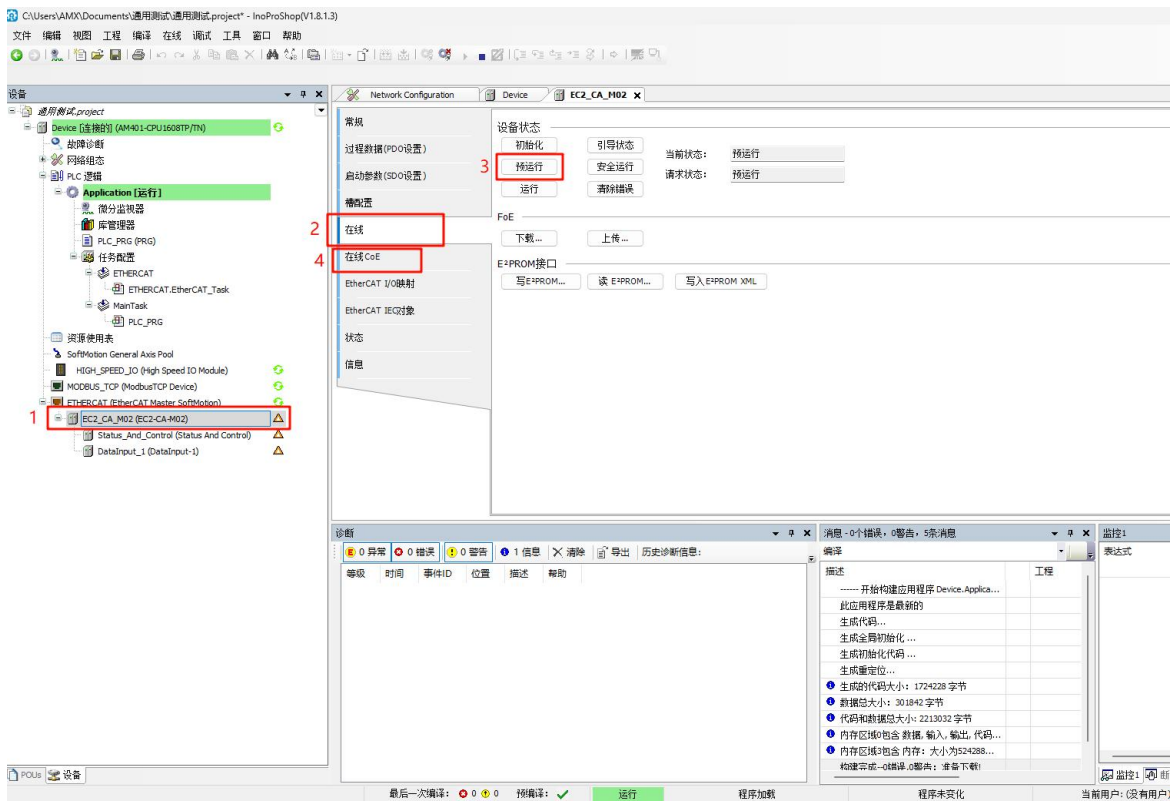 C:\Users\AMX\Documents\通用测试\通用测试.project* - InoProShop(V1.8.1.3)
文件 编辑 视图 工程 编译 在线 调试 工具 窗口 帮助
设备
通用测试.project
Device [连接的] (AM401-CPU1608TP/TN)
故障诊断
网络组态
PLC 逻辑
Application [运行]
微分监视器
库管理器
PLC_PRG (PRG)
任务配置
ETHERCAT
ETHERCAT.EtherCAT_Task
MainTask
PLC_PRG
资源使用表
SoftMotion General Axis Pool
HIGH_SPEED_IO (High Speed IO Module)
MODBUS_TCP (ModbusTCP Device)
ETHERCAT (EtherCAT Master SoftMotion)
1 EC2_CA_M02 (EC2-CA-M02)
Status_And_Control (Status And Control)
DataInput_1 (DataInput-1)
POUs 设备
Network Configuration Device EC2_CA_M02
常规
过程数据(PDO设置)
启动参数(SDO设置)
槽配置
2 在线
4 在线CoE
EtherCAT I/O映射
EtherCAT IEC对象
状态
信息
设备状态
初始化 引导状态
当前状态: 预运行
3 预运行 安全运行
请求状态: 预运行
运行 清除错误
FoE
下载... 上传...
E²PROM接口
写E²PROM... 读 E²PROM... 写入E²PROM XML
诊断
0 异常 0 错误 0 警告 1 信息 清除 导出 历史诊断信息:
等级 时间 事件ID 位置 描述 帮助
消息 - 0个错误，0警告，5条消息
编译
描述 工程
------ 开始构建应用程序 Device.Applica...
此应用程序是最新的
生成代码...
生成全局初始化 ...
生成初始化代码 ...
生成重定位...
生成的代码大小: 1724228 字节
数据总大小: 301842 字节
代码和数据总大小: 2213032 字节
内存区域0包含 数据, 输入, 输出, 代码...
内存区域3包含 内存: 大小为524288...
构建完成--0错误,0警告: 准备下载!
监控1
表达式
监控1
最后一次编译: 0 0 预编译: 运行 程序加载 程序未变化 当前用户: (没有用户)